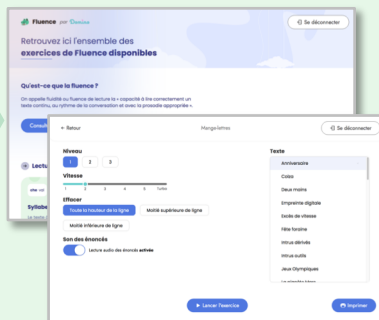 Fluence par Domino
Se déconnecter
Retrouvez ici l'ensemble des
exercices de Fluence disponibles
Qu'est-ce que la fluence ?
On appelle fluidité ou fluence de lecture la « capacité à lire correctement un
texte continu, au rythme de la conversation et avec la prosodie appropriée ».
Consult
Lectu
Syllabe
← Retour
Mange-lettres
Se déconnecter
Niveau
1 2 3
Vitesse
1 2 3 4 5 Turbo
Effacer
Toute la hauteur de la ligne
Moitié supérieure de ligne
Moitié inférieure de ligne
Son des énoncés
Lecture audio des énoncés activée
Texte
Anniversaire
Colos
Deux mains
Empreinte digitale
Excès de vitesse
Fête foraine
Intrus dérivés
Intrus outils
Jeux Olympiques
Lancer l'exercice
Imprimer